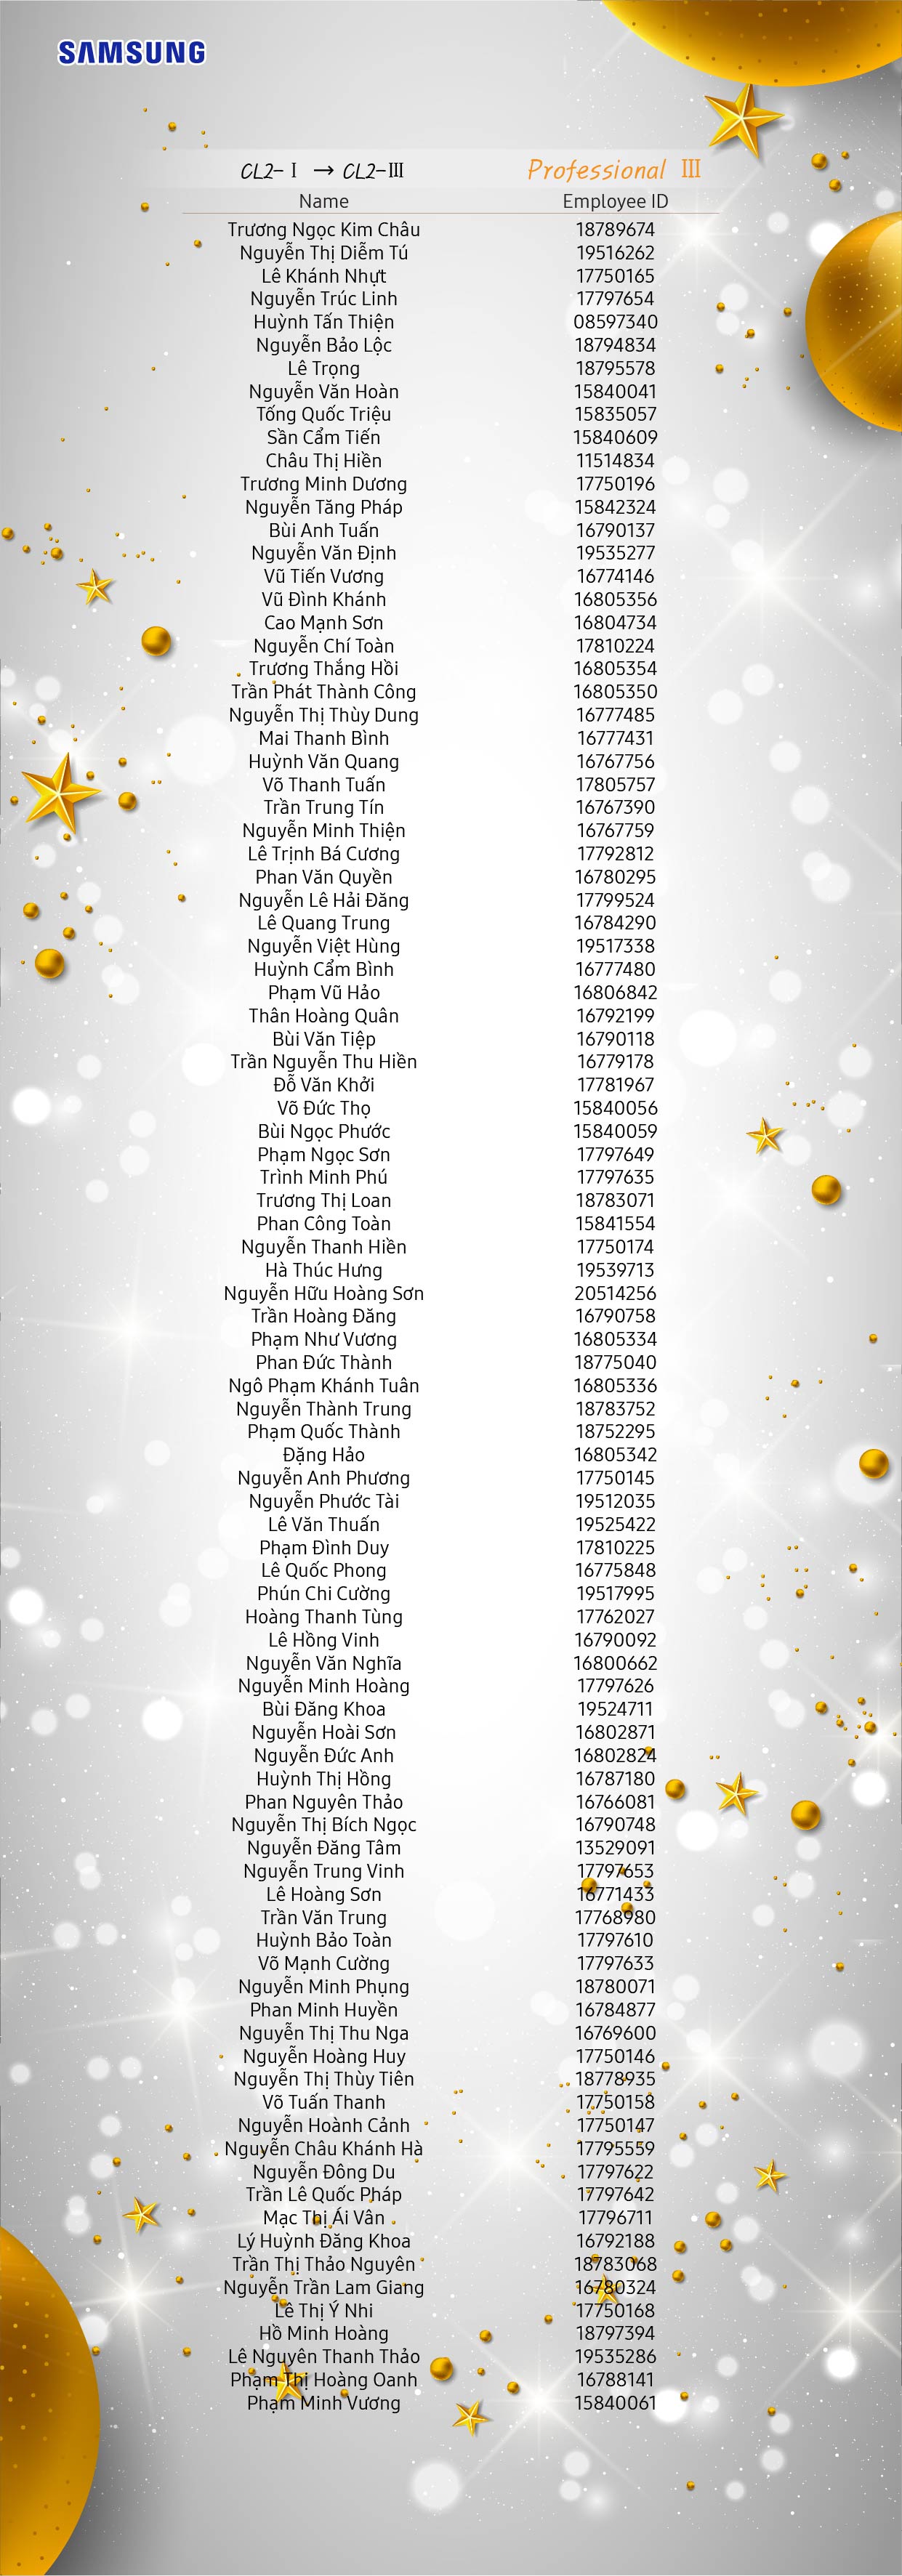 SAMSUNG
CL2-Ⅰ → CL2-Ⅲ Professional Ⅲ
Name Employee ID
Trương Ngọc Kim Châu 18789674
Nguyễn Thị Diễm Tú 19516262
Lê Khánh Nhựt 17750165
Nguyễn Trúc Linh 17797654
Huỳnh Tấn Thiện 08597340
Nguyễn Bảo Lộc 18794834
Lê Trọng 18795578
Nguyễn Văn Hoàn 15840041
Tống Quốc Triệu 15835057
Sần Cẩm Tiến 15840609
Châu Thị Hiền 11514834
Trương Minh Dương 17750196
Nguyễn Tăng Pháp 15842324
Bùi Anh Tuấn 16790137
Nguyễn Văn Định 19535277
Vũ Tiến Vương 16774146
Vũ Đình Khánh 16805356
Cao Mạnh Sơn 16804734
Nguyễn Chí Toàn 17810224
Trương Thắng Hồi 16805354
Trần Phát Thành Công 16805350
Nguyễn Thị Thùy Dung 16777485
Mai Thanh Bình 16777431
Huỳnh Văn Quang 16767756
Võ Thanh Tuấn 17805757
Trần Trung Tín 16767390
Nguyễn Minh Thiện 16767759
Lê Trịnh Bá Cương 17792812
Phan Văn Quyền 16780295
Nguyễn Lê Hải Đăng 17799524
Lê Quang Trung 16784290
Nguyễn Việt Hùng 19517338
Huỳnh Cẩm Bình 16777480
Phạm Vũ Hảo 16806842
Thân Hoàng Quân 16792199
Bùi Văn Tiệp 16790118
Trần Nguyễn Thu Hiền 16779178
Đỗ Văn Khởi 17781967
Võ Đức Thọ 15840056
Bùi Ngọc Phước 15840059
Phạm Ngọc Sơn 17797649
Trình Minh Phú 17797635
Trương Thị Loan 18783071
Phan Công Toàn 15841554
Nguyễn Thanh Hiền 17750174
Hà Thúc Hưng 19539713
Nguyễn Hữu Hoàng Sơn 20514256
Trần Hoàng Đăng 16790758
Phạm Như Vương 16805334
Phan Đức Thành 18775040
Ngô Phạm Khánh Tuân 16805336
Nguyễn Thành Trung 18783752
Phạm Quốc Thành 18752295
Đặng Hảo 16805342
Nguyễn Anh Phương 17750145
Nguyễn Phước Tài 19512035
Lê Văn Thuấn 19525422
Phạm Đình Duy 17810225
Lê Quốc Phong 16775848
Phún Chi Cường 19517995
Hoàng Thanh Tùng 17762027
Lê Hồng Vinh 16790092
Nguyễn Văn Nghĩa 16800662
Nguyễn Minh Hoàng 17797626
Bùi Đăng Khoa 19524711
Nguyễn Hoài Sơn 16802871
Nguyễn Đức Anh 16802824
Huỳnh Thị Hồng 16787180
Phan Nguyên Thảo 16766081
Nguyễn Thị Bích Ngọc 16790748
Nguyễn Đăng Tâm 13529091
Nguyễn Trung Vinh 17797653
Lê Hoàng Sơn 16771433
Trần Văn Trung 17768980
Huỳnh Bảo Toàn 17797610
Võ Mạnh Cường 17797633
Nguyễn Minh Phụng 18780071
Phan Minh Huyền 16784877
Nguyễn Thị Thu Nga 16769600
Nguyễn Hoàng Huy 17750146
Nguyễn Thị Thùy Tiên 18778935
Võ Tuấn Thanh 17750158
Nguyễn Hoành Cảnh 17750147
Nguyễn Châu Khánh Hà 17795559
Nguyễn Đông Du 17797622
Trần Lê Quốc Pháp 17797642
Mạc Thị Ái Vân 17796711
Lý Huỳnh Đăng Khoa 16792188
Trần Thị Thảo Nguyên 18783068
Nguyễn Trần Lam Giang 16780324
Lê Thị Ý Nhi 17750168
Hồ Minh Hoàng 18797394
Lê Nguyên Thanh Thảo 19535286
Phạm Thị Hoàng Oanh 16788141
Phạm Minh Vương 15840061